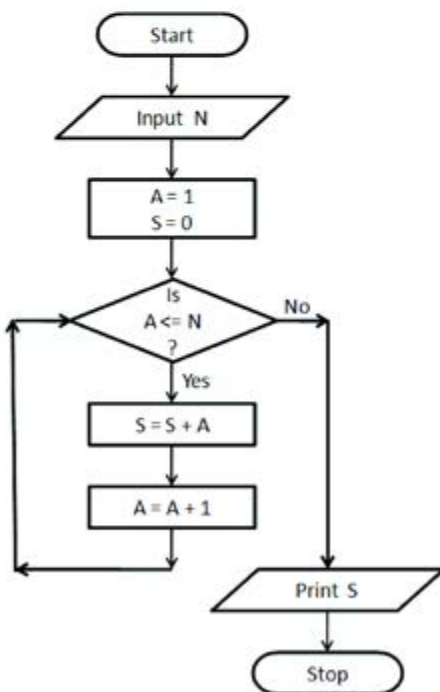 Start
Input N
A = 1
S = 0
Is
A <= N
?
No
Yes
S = S + A
A = A + 1
Print S
Stop